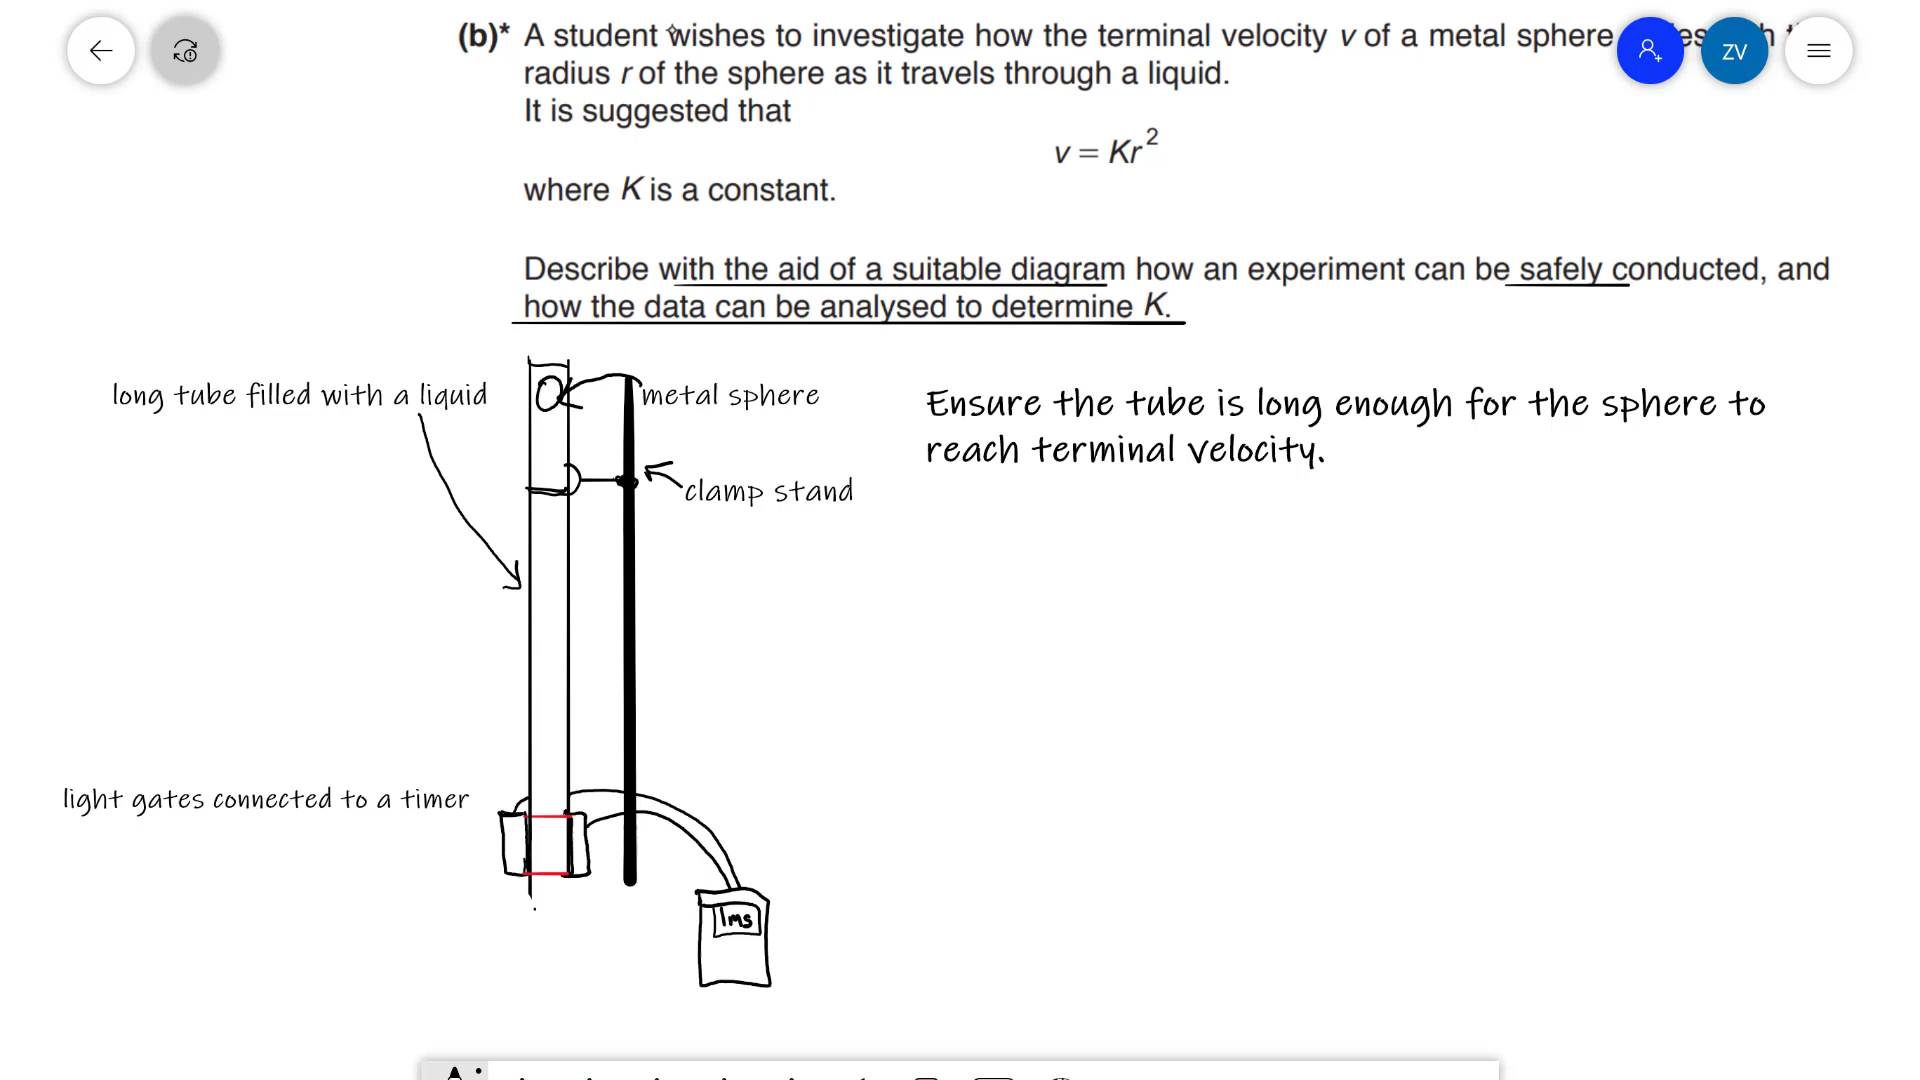 (b)* A student wishes to investigate how the terminal velocity v of a metal sphere
radius r of the sphere as it travels through a liquid.
It is suggested that
v = Kr²
where K is a constant.
Describe with the aid of a suitable diagram how an experiment can be safely conducted, and
how the data can be analysed to determine K.
ZV
long tube filled with a liquid
metal sphere
clamp stand
Ensure the tube is long enough for the sphere to
reach terminal velocity.
light gates connected to a timer
1ms